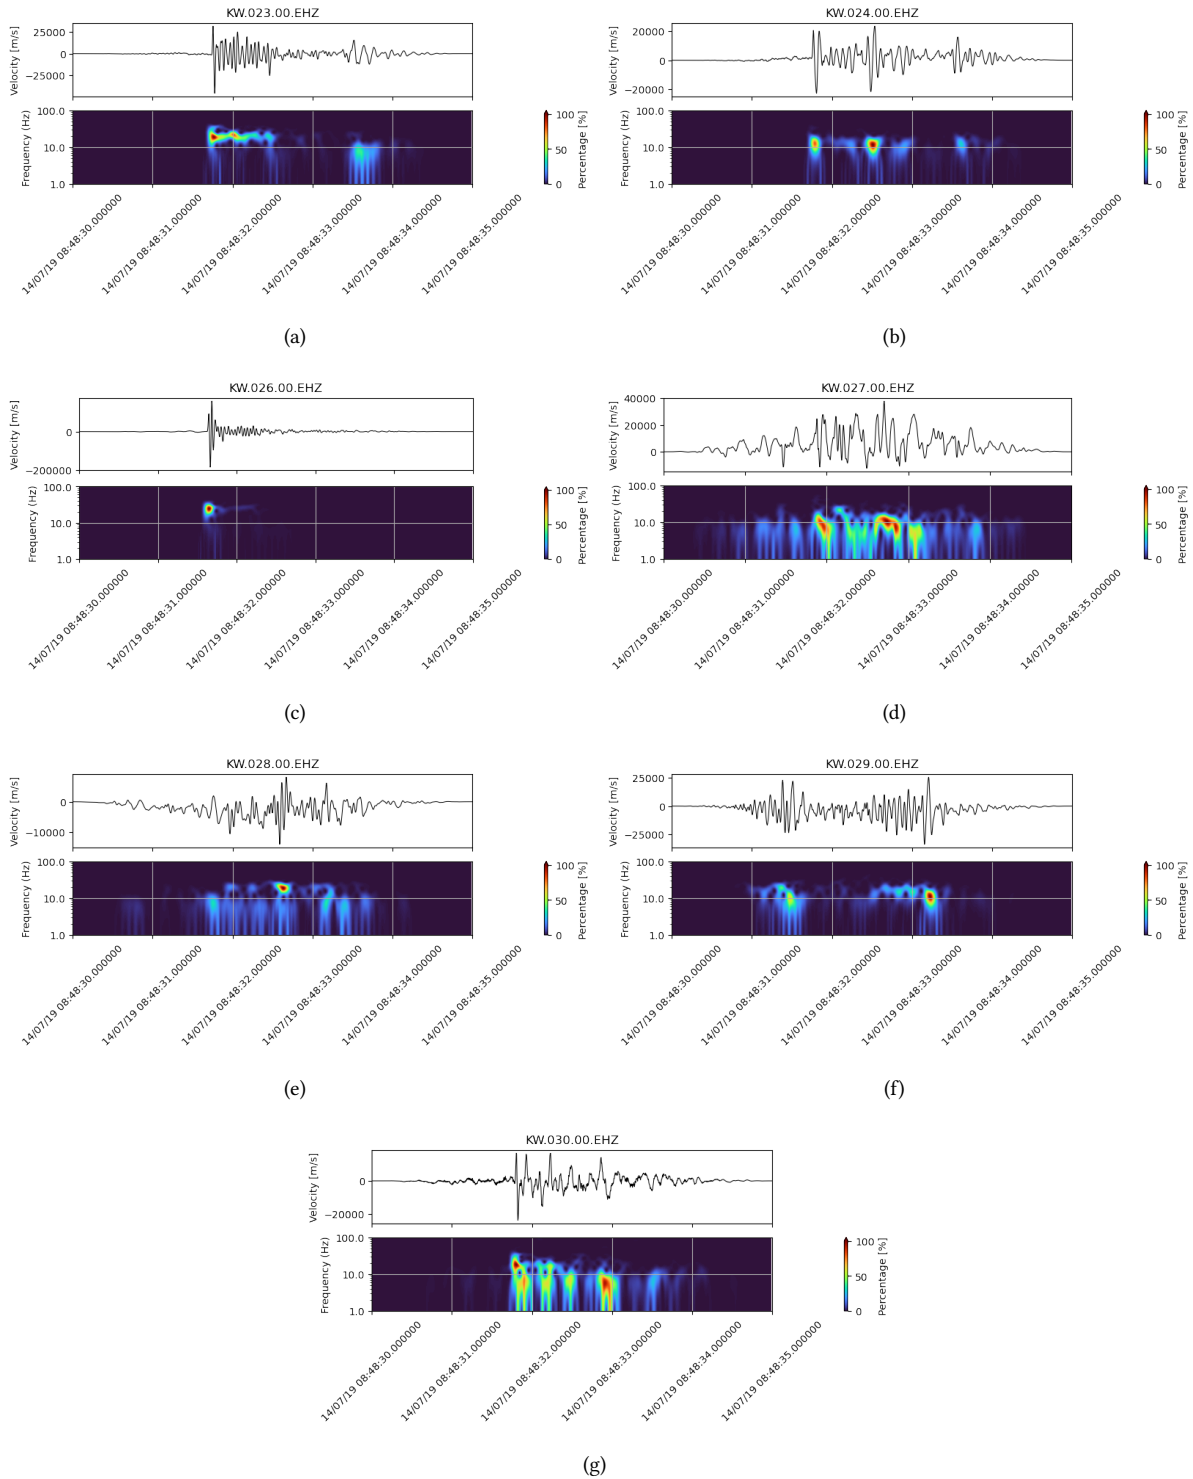 KW.023.00.EHZ
Velocity [m/s]
25000
0
−25000
Frequency (Hz)
100.0
10.0
1.0
100
50
0
Percentage [%]
14/07/19 08:48:30.000000
14/07/19 08:48:31.000000
14/07/19 08:48:32.000000
14/07/19 08:48:33.000000
14/07/19 08:48:34.000000
14/07/19 08:48:35.000000
(a)
KW.024.00.EHZ
Velocity [m/s]
20000
0
−20000
Frequency (Hz)
100.0
10.0
1.0
100
50
0
Percentage [%]
14/07/19 08:48:30.000000
14/07/19 08:48:31.000000
14/07/19 08:48:32.000000
14/07/19 08:48:33.000000
14/07/19 08:48:34.000000
14/07/19 08:48:35.000000
(b)
KW.026.00.EHZ
Velocity [m/s]
0
−200000
Frequency (Hz)
100.0
10.0
1.0
100
50
0
Percentage [%]
14/07/19 08:48:30.000000
14/07/19 08:48:31.000000
14/07/19 08:48:32.000000
14/07/19 08:48:33.000000
14/07/19 08:48:34.000000
14/07/19 08:48:35.000000
(c)
KW.027.00.EHZ
Velocity [m/s]
40000
20000
0
Frequency (Hz)
100.0
10.0
1.0
100
50
0
Percentage [%]
14/07/19 08:48:30.000000
14/07/19 08:48:31.000000
14/07/19 08:48:32.000000
14/07/19 08:48:33.000000
14/07/19 08:48:34.000000
14/07/19 08:48:35.000000
(d)
KW.028.00.EHZ
Velocity [m/s]
0
−10000
Frequency (Hz)
100.0
10.0
1.0
100
50
0
Percentage [%]
14/07/19 08:48:30.000000
14/07/19 08:48:31.000000
14/07/19 08:48:32.000000
14/07/19 08:48:33.000000
14/07/19 08:48:34.000000
14/07/19 08:48:35.000000
(e)
KW.029.00.EHZ
Velocity [m/s]
25000
0
−25000
Frequency (Hz)
100.0
10.0
1.0
100
50
0
Percentage [%]
14/07/19 08:48:30.000000
14/07/19 08:48:31.000000
14/07/19 08:48:32.000000
14/07/19 08:48:33.000000
14/07/19 08:48:34.000000
14/07/19 08:48:35.000000
(f)
KW.030.00.EHZ
Velocity [m/s]
0
−20000
Frequency (Hz)
100.0
10.0
1.0
100
50
0
Percentage [%]
14/07/19 08:48:30.000000
14/07/19 08:48:31.000000
14/07/19 08:48:32.000000
14/07/19 08:48:33.000000
14/07/19 08:48:34.000000
14/07/19 08:48:35.000000
(g)